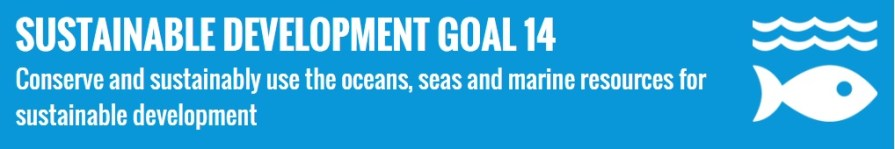 SUSTAINABLE DEVELOPMENT GOAL 14
Conserve and sustainably use the oceans, seas and marine resources for
sustainable development